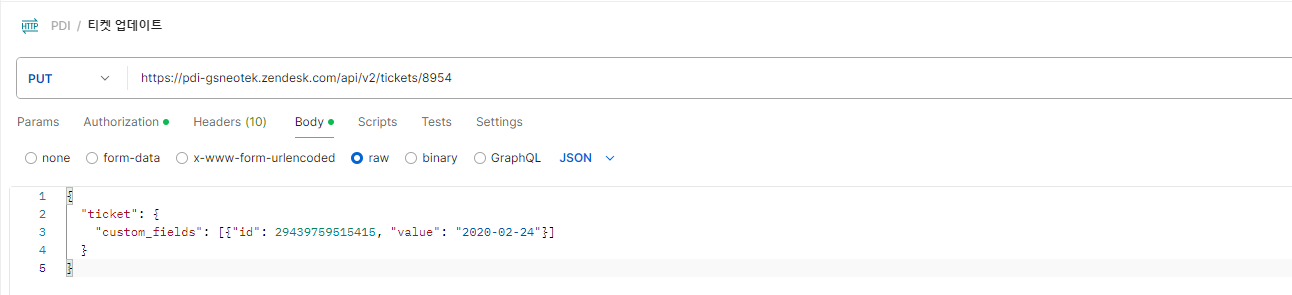 HTTP PDI / 티켓 업데이트
PUT https://pdi-gsneotek.zendesk.com/api/v2/tickets/8954
Params Authorization Headers (10) Body Scripts Tests Settings
none form-data x-www-form-urlencoded raw binary GraphQL JSON
1 {
2 "ticket": {
3 "custom_fields": [{"id": 29439759515415, "value": "2020-02-24"}]
4 }
5 }